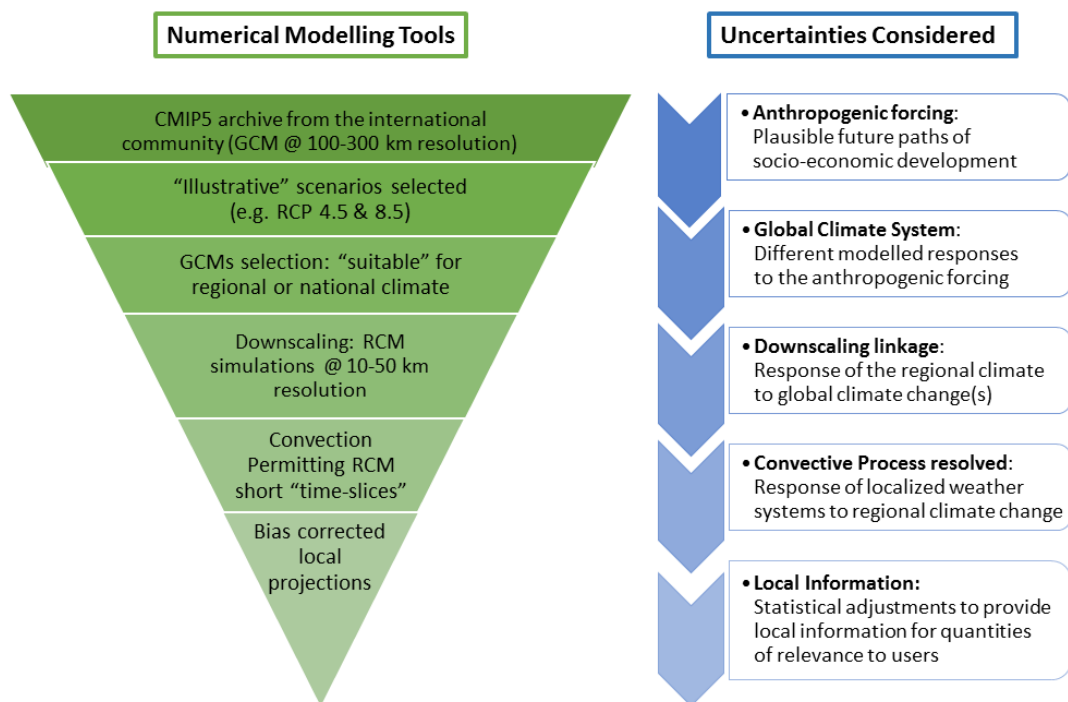 Numerical Modelling Tools
CMIP5 archive from the international
community (GCM @ 100-300 km resolution)
“Illustrative” scenarios selected
(e.g. RCP 4.5 & 8.5)
GCMs selection: “suitable” for
regional or national climate
Downscaling: RCM
simulations @ 10-50 km
resolution
Convection
Permitting RCM
short “time-slices”
Bias corrected
local
projections
Uncertainties Considered
•Anthropogenic forcing:
Plausible future paths of
socio-economic development
•Global Climate System:
Different modelled responses
to the anthropogenic forcing
•Downscaling linkage:
Response of the regional climate
to global climate change(s)
•Convective Process resolved:
Response of localized weather
systems to regional climate change
•Local Information:
Statistical adjustments to provide
local information for quantities
of relevance to users